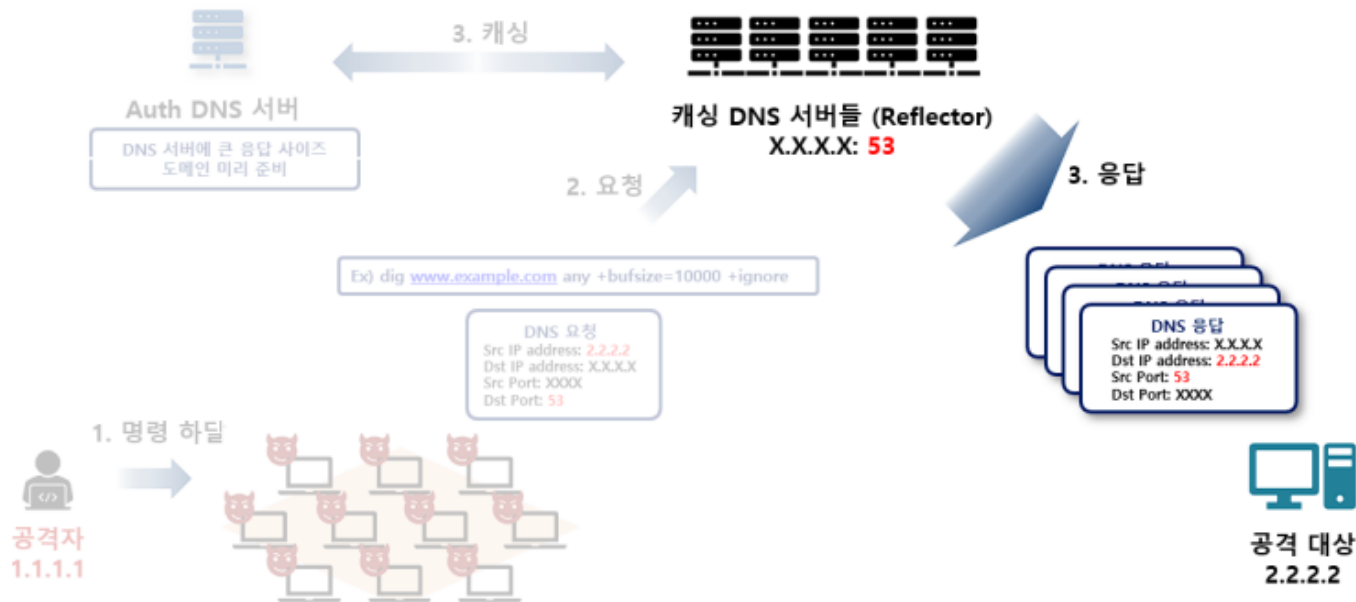 3. 캐싱
Auth DNS 서버
DNS 서버에 큰 응답 사이즈
도메인 미리 준비
캐싱 DNS 서버들 (Reflector)
X.X.X.X: 53
2. 요청
3. 응답
Ex) dig www.example.com any +bufsize=10000 +ignore
DNS 요청
Src IP address: 2.2.2.2
Dst IP address: X.X.X.X
Src Port: XXXX
Dst Port: 53
DNS 응답
Src IP address: X.X.X.X
Dst IP address: 2.2.2.2
Src Port: 53
Dst Port: XXXX
1. 명령 하달
공격자
1.1.1.1
공격 대상
2.2.2.2